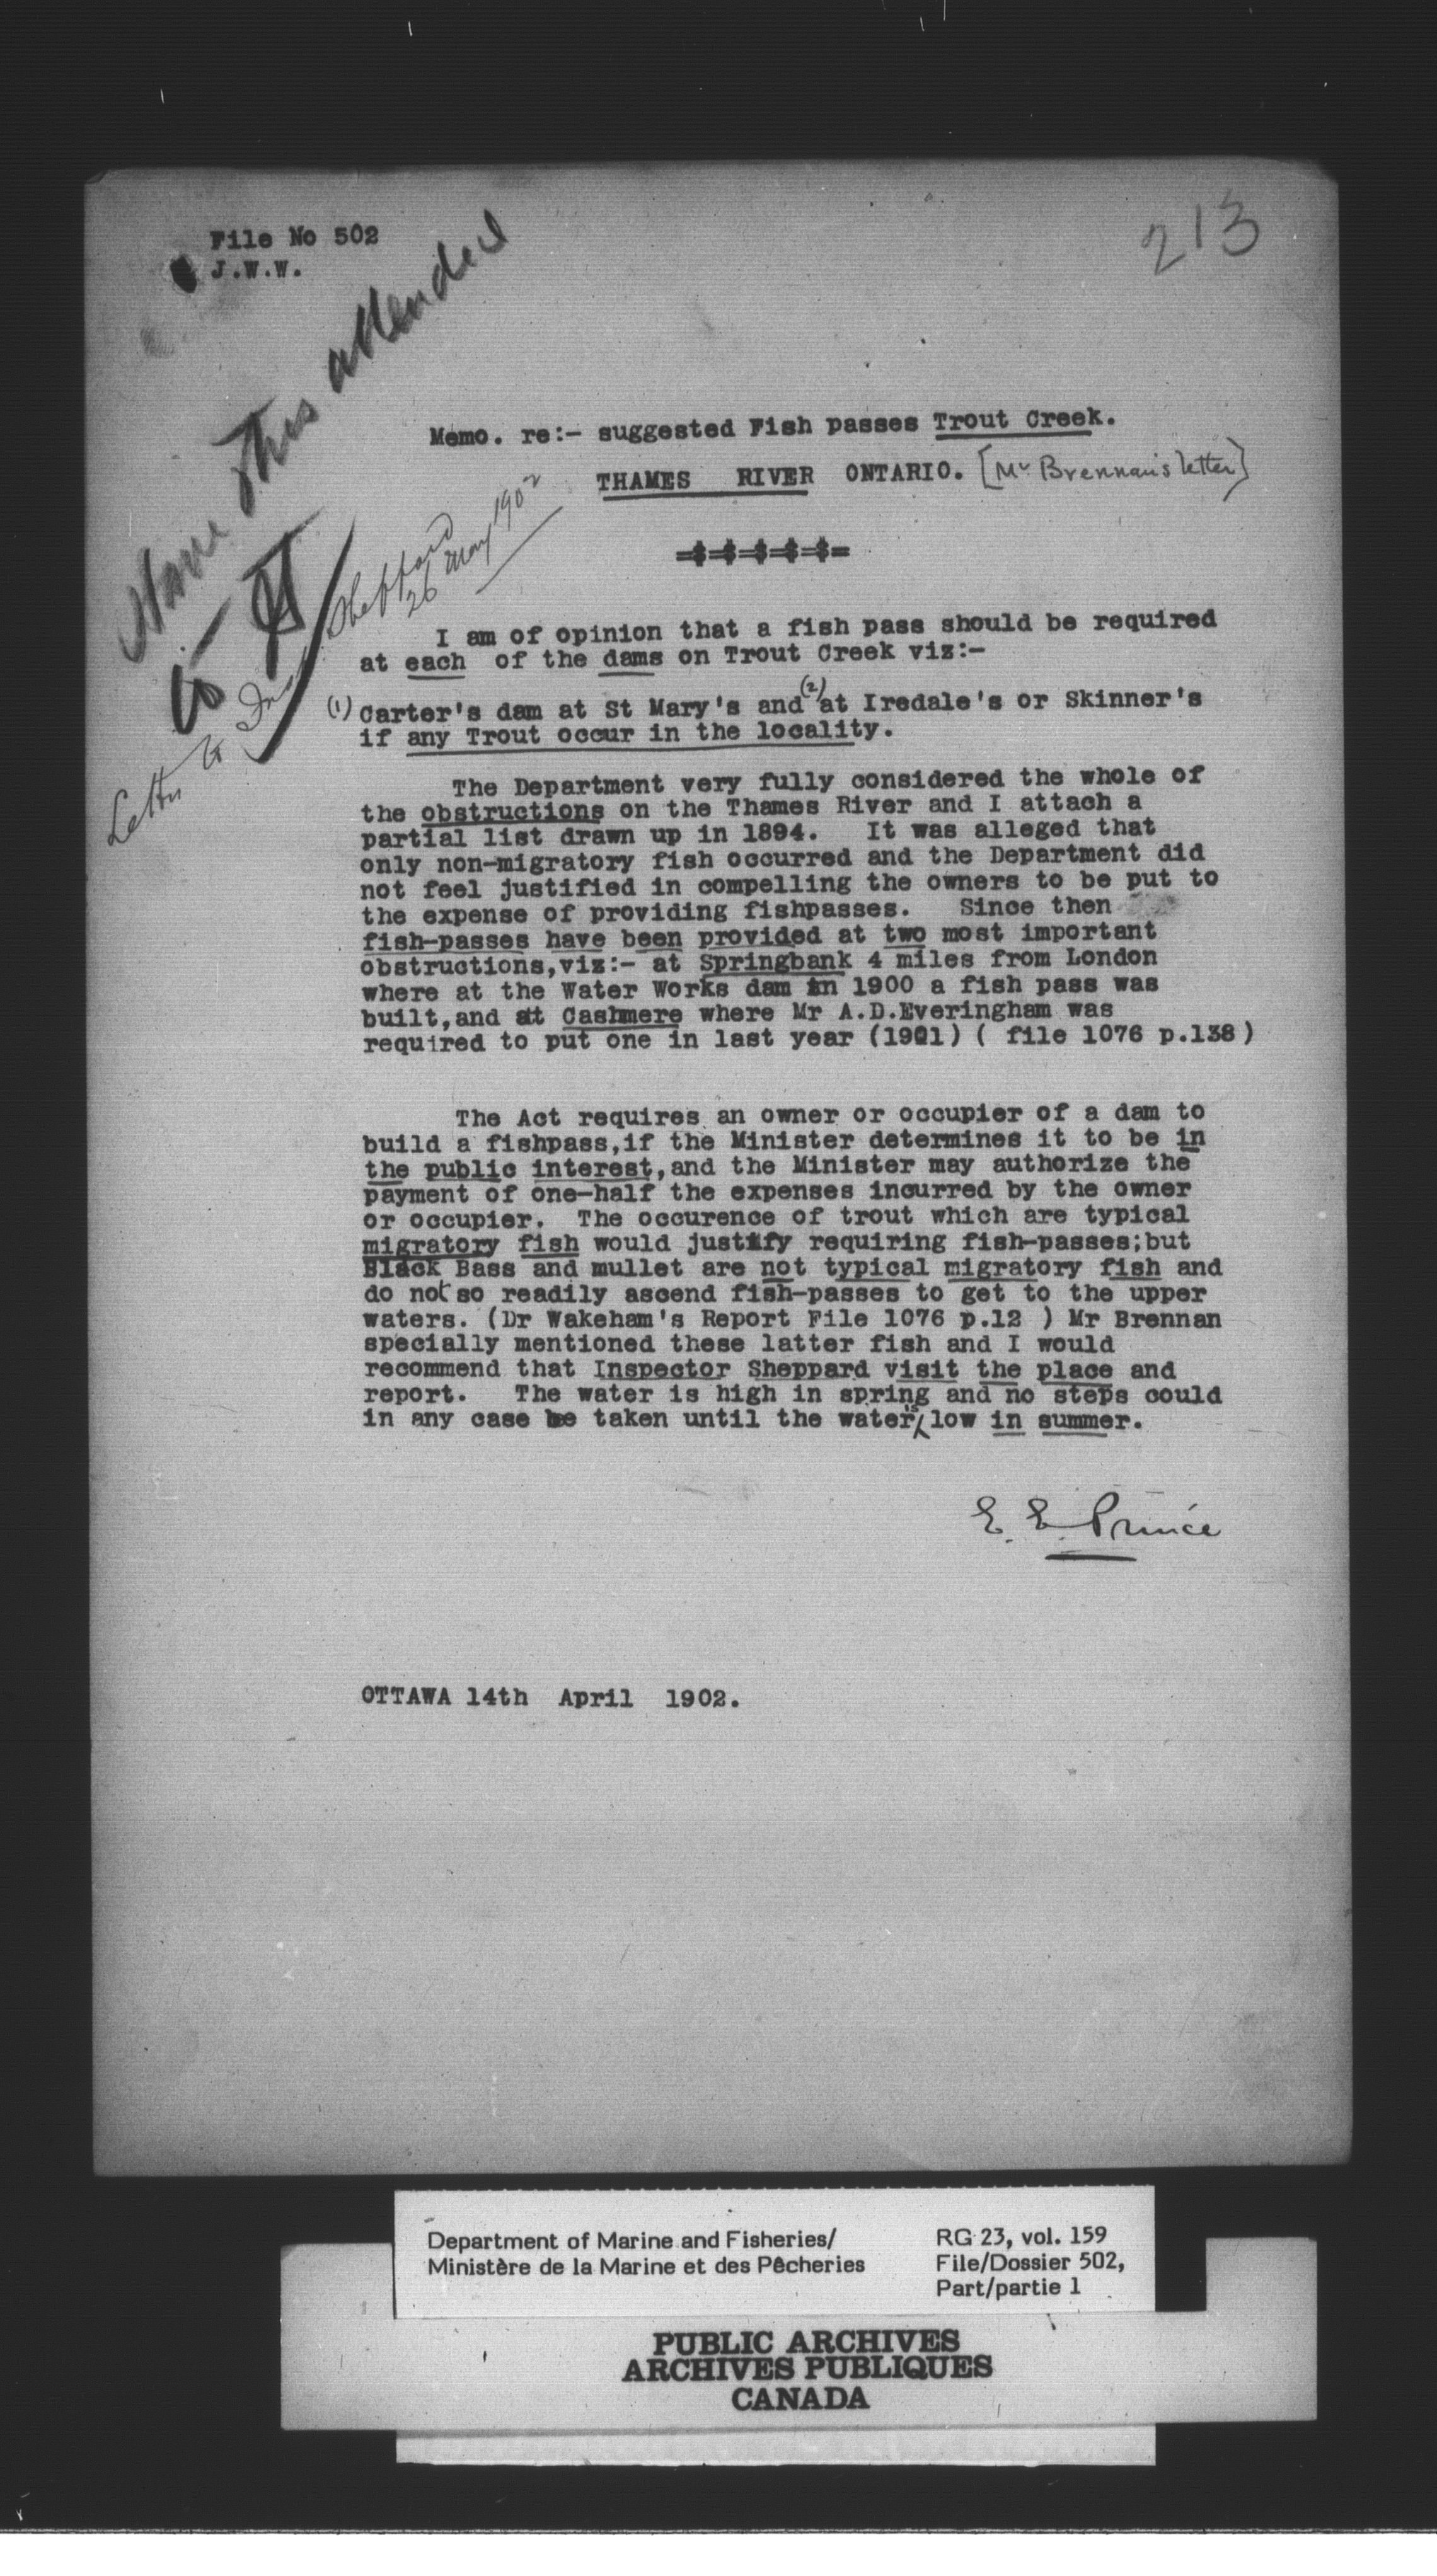 213
File No 502
J.W.W.
Have this attended
to
Letter to Ins. Sheppard
26 May 1902
Memo. re:- suggested Fish passes Trout Creek.
THAMES RIVER ONTARIO. [Mr Brennan's letter]
I am of opinion that a fish pass should be required
at each of the dams on Trout Creek viz:-
(1) Carter's dam at St Mary's and (2) at Iredale's or Skinner's
if any Trout occur in the locality.
The Department very fully considered the whole of
the obstructions on the Thames River and I attach a
partial list drawn up in 1894. It was alleged that
only non-migratory fish occurred and the Department did
not feel justified in compelling the owners to be put to
the expense of providing fishpasses. Since then
fish-passes have been provided at two most important
obstructions,viz:- at Springbank 4 miles from London
where at the Water Works dam in 1900 a fish pass was
built,and at Cashmere where Mr A.D.Everingham was
required to put one in last year (1901) ( file 1076 p.138)
The Act requires an owner or occupier of a dam to
build a fishpass,if the Minister determines it to be in
the public interest,and the Minister may authorize the
payment of one-half the expenses incurred by the owner
or occupier. The occurence of trout which are typical
migratory fish would justify requiring fish-passes;but
Black Bass and mullet are not typical migratory fish and
do not so readily ascend fish-passes to get to the upper
waters. (Dr Wakeham's Report File 1076 p.12 ) Mr Brennan
specially mentioned these latter fish and I would
recommend that Inspector Sheppard visit the place and
report. The water is high in spring and no steps could
in any case be taken until the water is low in summer.
E. E. Prince
OTTAWA 14th April 1902.
Department of Marine and Fisheries/
Ministère de la Marine et des Pêcheries
RG 23, vol. 159
File/Dossier 502,
Part/partie 1
PUBLIC ARCHIVES
ARCHIVES PUBLIQUES
CANADA